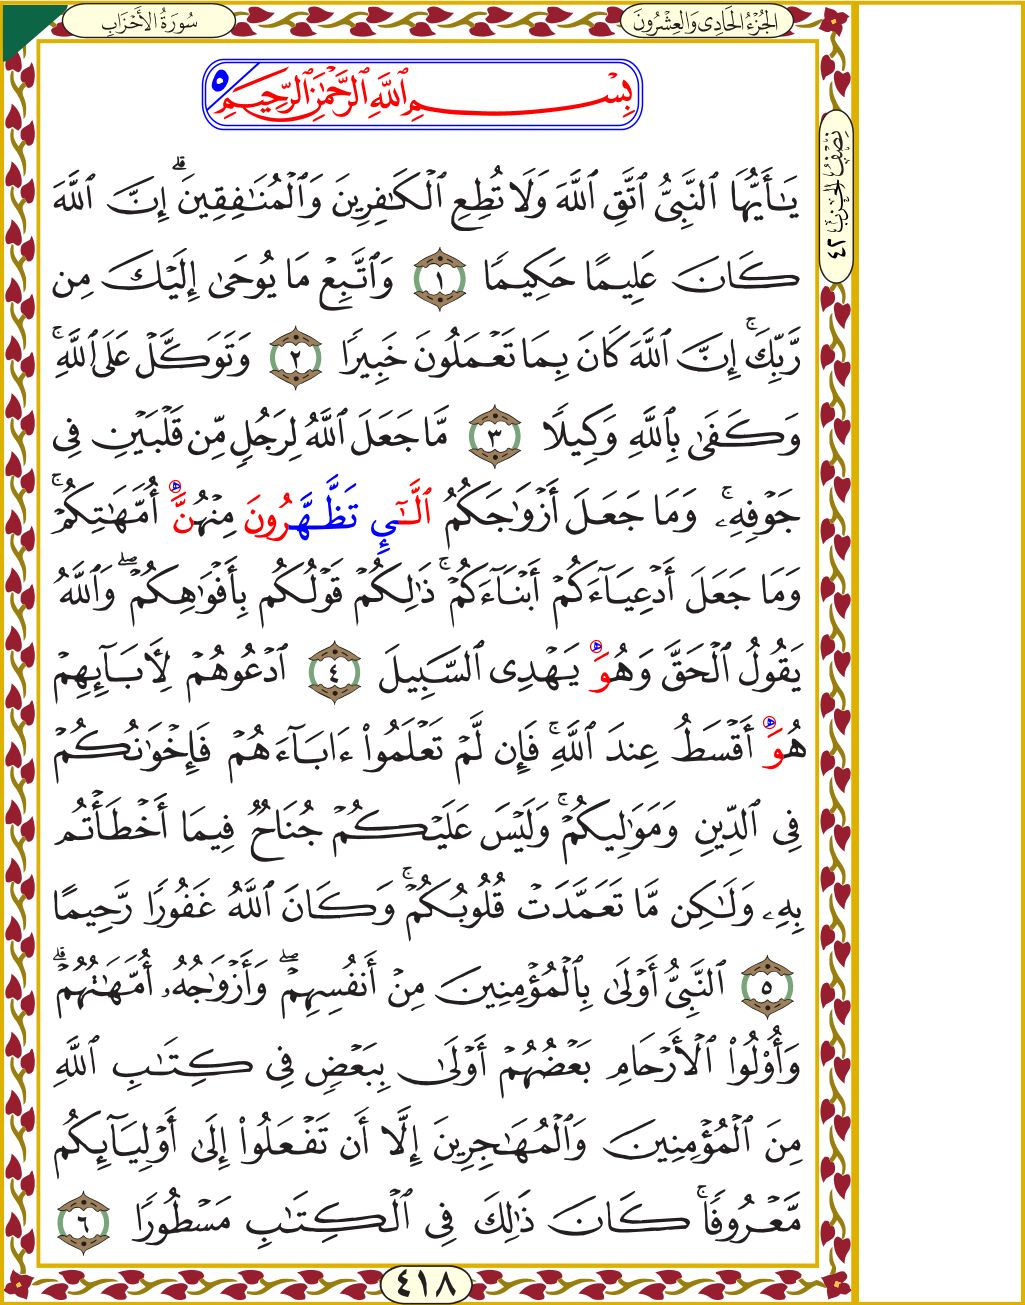 سُورَةُ الأَحْزَابِ
الجُزْءُ الحَادِى وَالعِشْرُونَ
بِسْمِ ٱللَّهِ ٱلرَّحْمَٰنِ ٱلرَّحِيمِ ٥
نِصْفُ الحِزْبِ ٤٢
يَٰٓأَيُّهَا ٱلنَّبِىُّ ٱتَّقِ ٱللَّهَ وَلَا تُطِعِ ٱلْكَٰفِرِينَ وَٱلْمُنَٰفِقِينَ ۗ إِنَّ ٱللَّهَ
كَانَ عَلِيمًا حَكِيمًا ١ وَٱتَّبِعْ مَا يُوحَىٰٓ إِلَيْكَ مِن
رَّبِّكَ ۚ إِنَّ ٱللَّهَ كَانَ بِمَا تَعْمَلُونَ خَبِيرًا ٢ وَتَوَكَّلْ عَلَى ٱللَّهِ ۚ
وَكَفَىٰ بِٱللَّهِ وَكِيلًا ٣ مَّا جَعَلَ ٱللَّهُ لِرَجُلٍ مِّن قَلْبَيْنِ فِى
جَوْفِهِۦ ۚ وَمَا جَعَلَ أَزْوَٰجَكُمُ ٱلَّٰٓـِٔى تَظَّهَّرُونَ مِنْهُنَّ أُمَّهَٰتِكُمْ ۚ
وَمَا جَعَلَ أَدْعِيَآءَكُمْ أَبْنَآءَكُمْ ۚ ذَٰلِكُمْ قَوْلُكُم بِأَفْوَٰهِكُمْ ۖ وَٱللَّهُ
يَقُولُ ٱلْحَقَّ وَهُوَ يَهْدِى ٱلسَّبِيلَ ٤ ٱدْعُوهُمْ لِأَبَآئِهِمْ
هُوَ أَقْسَطُ عِندَ ٱللَّهِ ۚ فَإِن لَّمْ تَعْلَمُوا۟ ءَابَآءَهُمْ فَإِخْوَٰنُكُمْ
فِى ٱلدِّينِ وَمَوَٰلِيكُمْ ۚ وَلَيْسَ عَلَيْكُمْ جُنَاحٌ فِيمَآ أَخْطَأْتُم
بِهِۦ وَلَٰكِن مَّا تَعَمَّدَتْ قُلُوبُكُمْ ۚ وَكَانَ ٱللَّهُ غَفُورًا رَّحِيمًا
٥ ٱلنَّبِىُّ أَوْلَىٰ بِٱلْمُؤْمِنِينَ مِنْ أَنفُسِهِمْ ۖ وَأَزْوَٰجُهُۥٓ أُمَّهَٰتُهُمْ ۗ
وَأُو۟لُوا۟ ٱلْأَرْحَامِ بَعْضُهُمْ أَوْلَىٰ بِبَعْضٍ فِى كِتَٰبِ ٱللَّهِ
مِنَ ٱلْمُؤْمِنِينَ وَٱلْمُهَٰجِرِينَ إِلَّآ أَن تَفْعَلُوٓا۟ إِلَىٰٓ أَوْلِيَآئِكُم
مَّعْرُوفًا ۚ كَانَ ذَٰلِكَ فِى ٱلْكِتَٰبِ مَسْطُورًا ٦
٤١٨